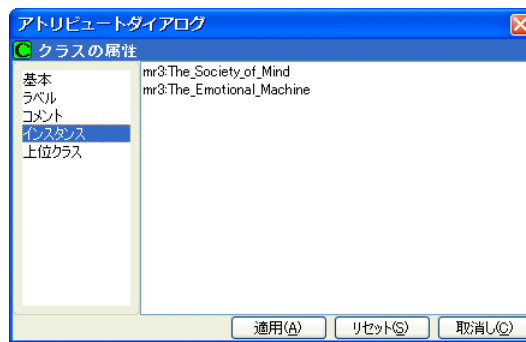 アトリビュートダイアログ
C クラスの属性
基本
ラベル
コメント
インスタンス
上位クラス
mr3:The_Society_of_Mind
mr3:The_Emotional_Machine
適用(A)
リセット(S)
取消し(C)